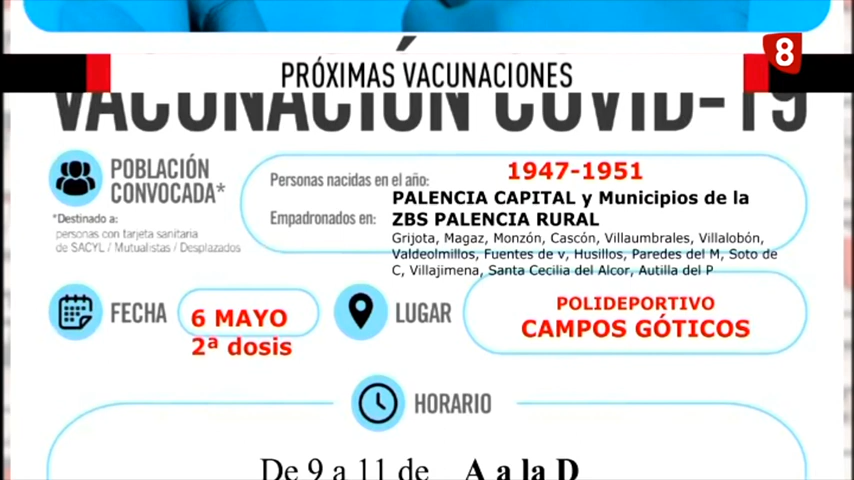 8
PRÓXIMAS VACUNACIONES
VACUNACIÓN COVID-19
POBLACIÓN
CONVOCADA*
*Destinado a:
personas con tarjeta sanitaria
de SACYL / Mutualistas / Desplazados
Personas nacidas en el año:
1947-1951
Empadronados en:
PALENCIA CAPITAL y Municipios de la
ZBS PALENCIA RURAL
Grijota, Magaz, Monzón, Cascón, Villaumbrales, Villalobón,
Valdeolmillos, Fuentes de v, Husillos, Paredes del M, Soto de
C, Villajimena, Santa Cecilia del Alcor, Autilla del P
FECHA
6 MAYO
2ª dosis
LUGAR
POLIDEPORTIVO
CAMPOS GÓTICOS
HORARIO
De 9 a 11 de A a la D